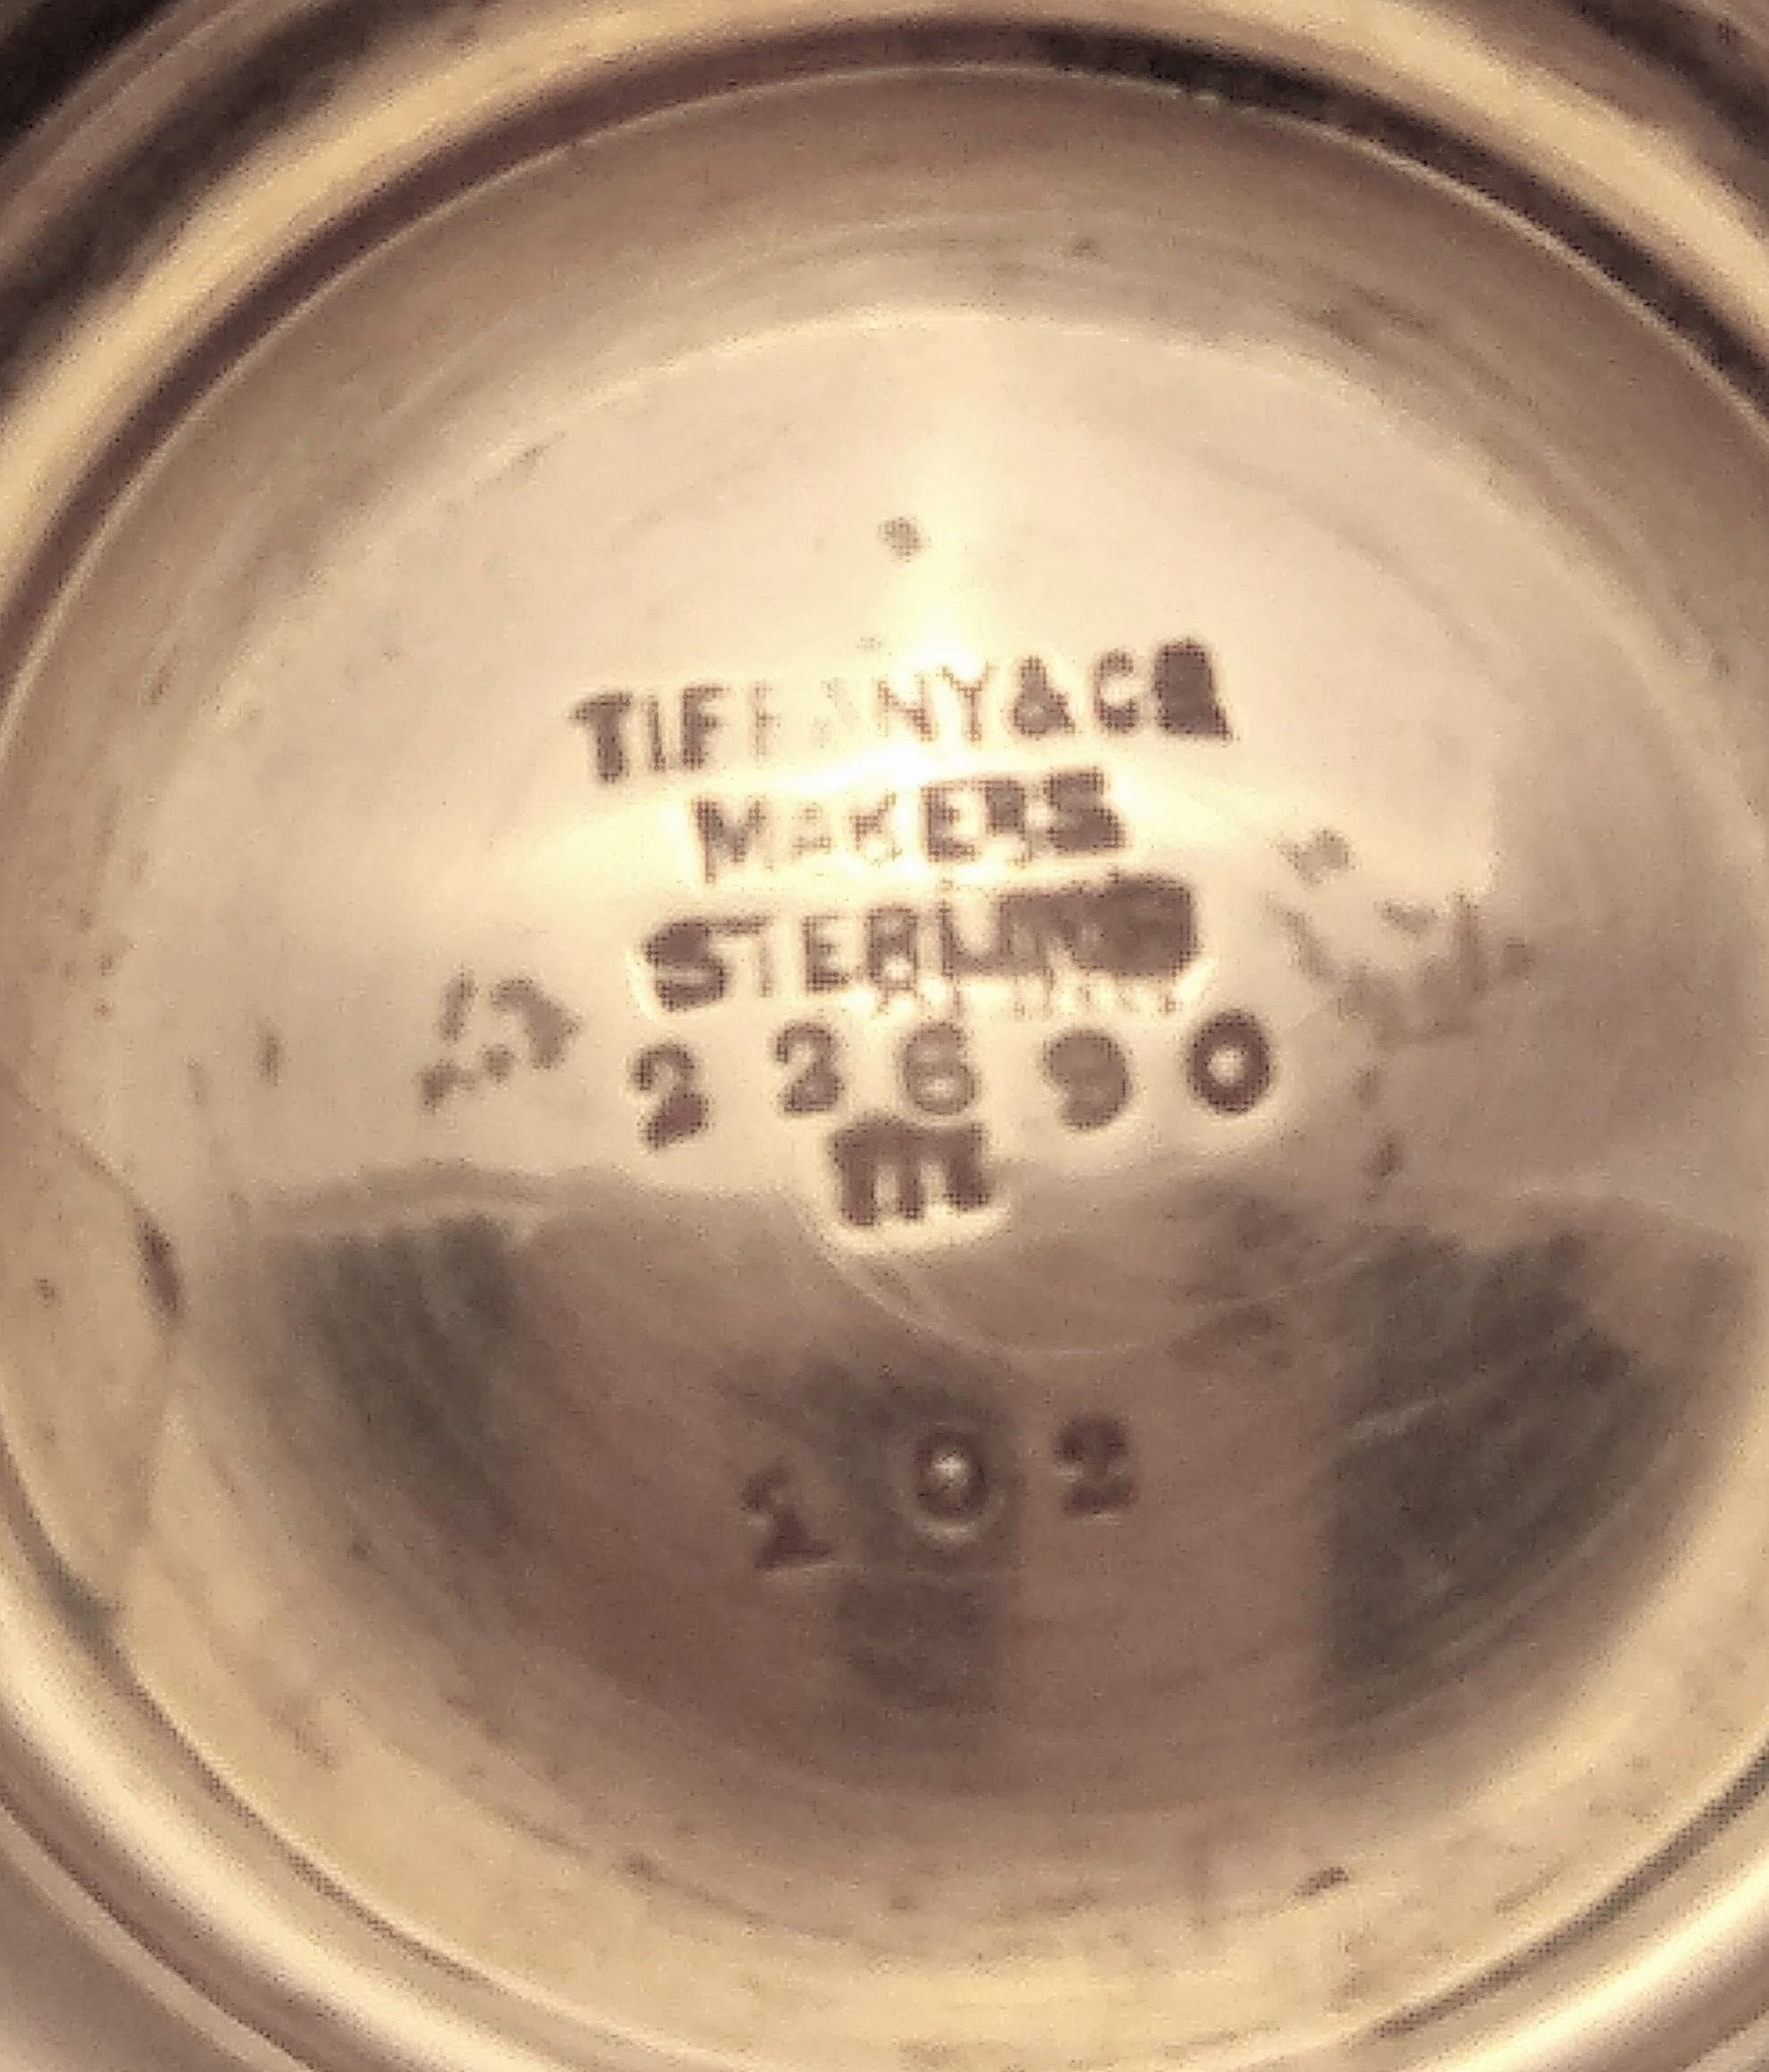 TIFFANY & CO
MAKERS
STERLING
22690
m
102